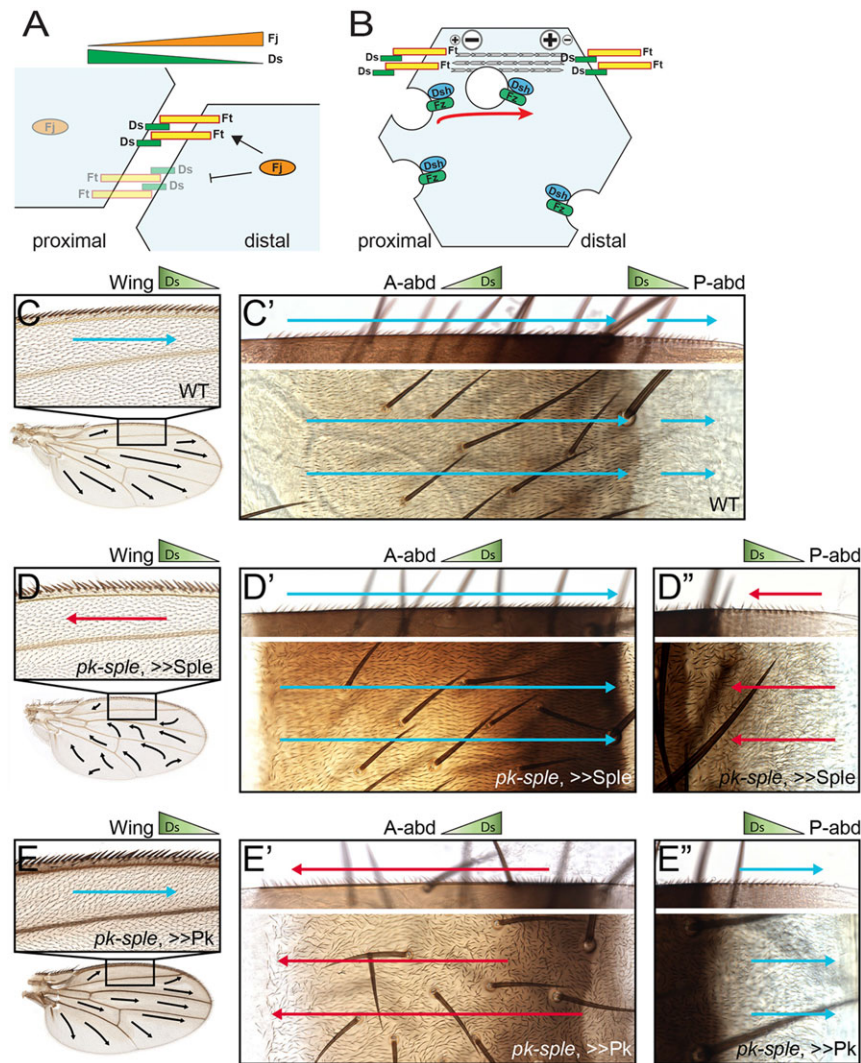 A
Fj
Ds
Fj
Ds
Ft
Ds
Ft
Ds
Ft
Ds
Ft
Fj
proximal
distal
B
+ − + −
Ds
Ft
Ds
Ft
Ds
Ft
Ds
Ft
Dsh
Fz
Dsh
Fz
Dsh
Fz
Dsh
Fz
proximal
distal
Wing Ds
C
WT
A-abd Ds
Ds P-abd
C'
WT
Wing Ds
D
pk-sple, >>Sple
A-abd Ds
D'
pk-sple, >>Sple
Ds P-abd
D"
pk-sple, >>Sple
Wing Ds
E
pk-sple, >>Pk
A-abd Ds
E'
pk-sple, >>Pk
Ds P-abd
E"
pk-sple, >>Pk